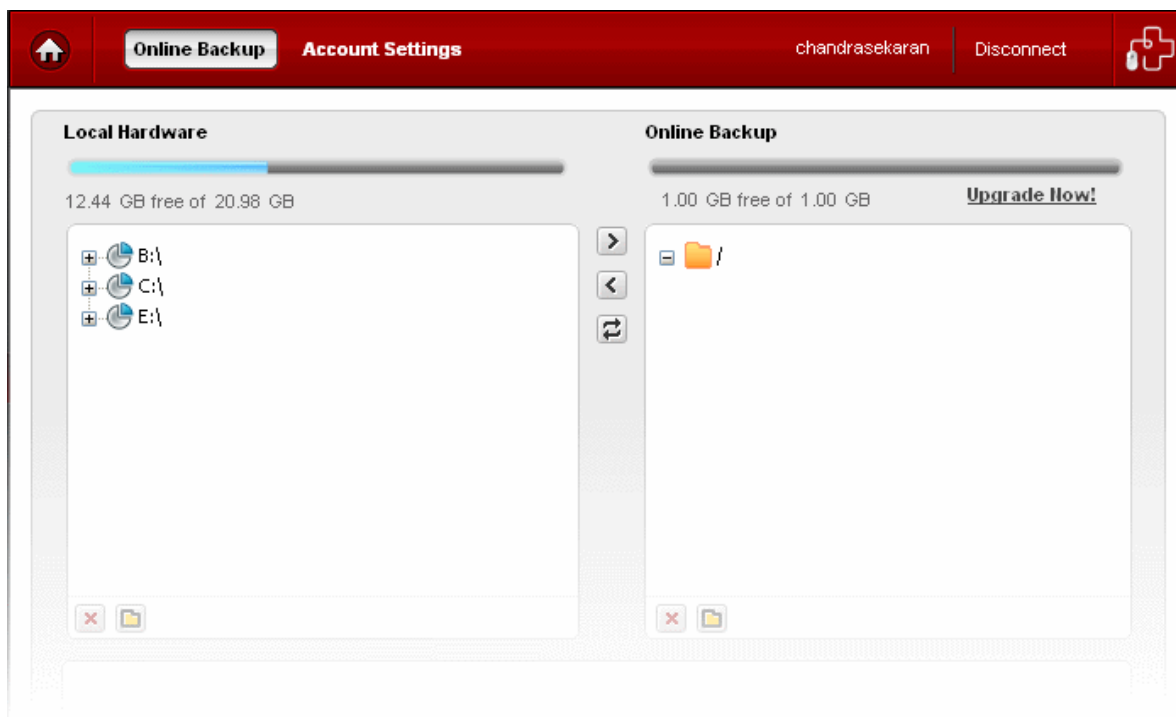 Online Backup
Account Settings
chandrasekaran
Disconnect
Local Hardware
12.44 GB free of 20.98 GB
B:\
C:\
E:\
Online Backup
1.00 GB free of 1.00 GB
Upgrade Now!
/